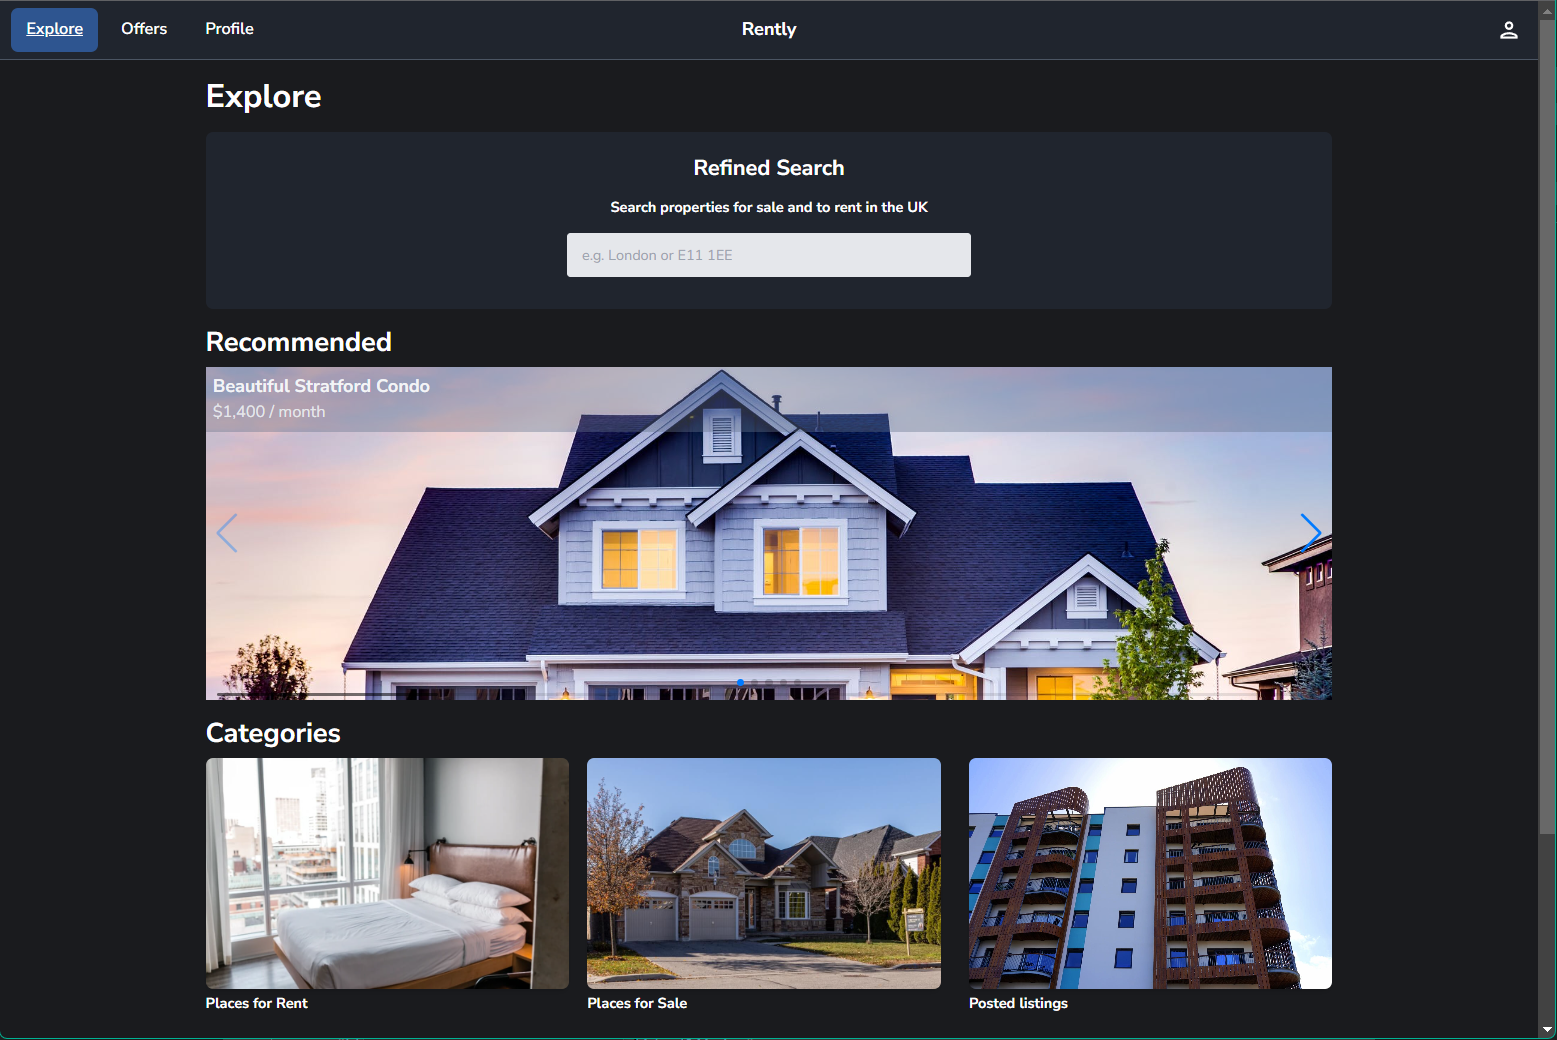 Explore
Offers
Profile
Rently
Explore
Refined Search
Search properties for sale and to rent in the UK
e.g. London or E11 1EE
Recommended
Beautiful Stratford Condo
$1,400 / month
Categories
Places for Rent
Places for Sale
Posted listings